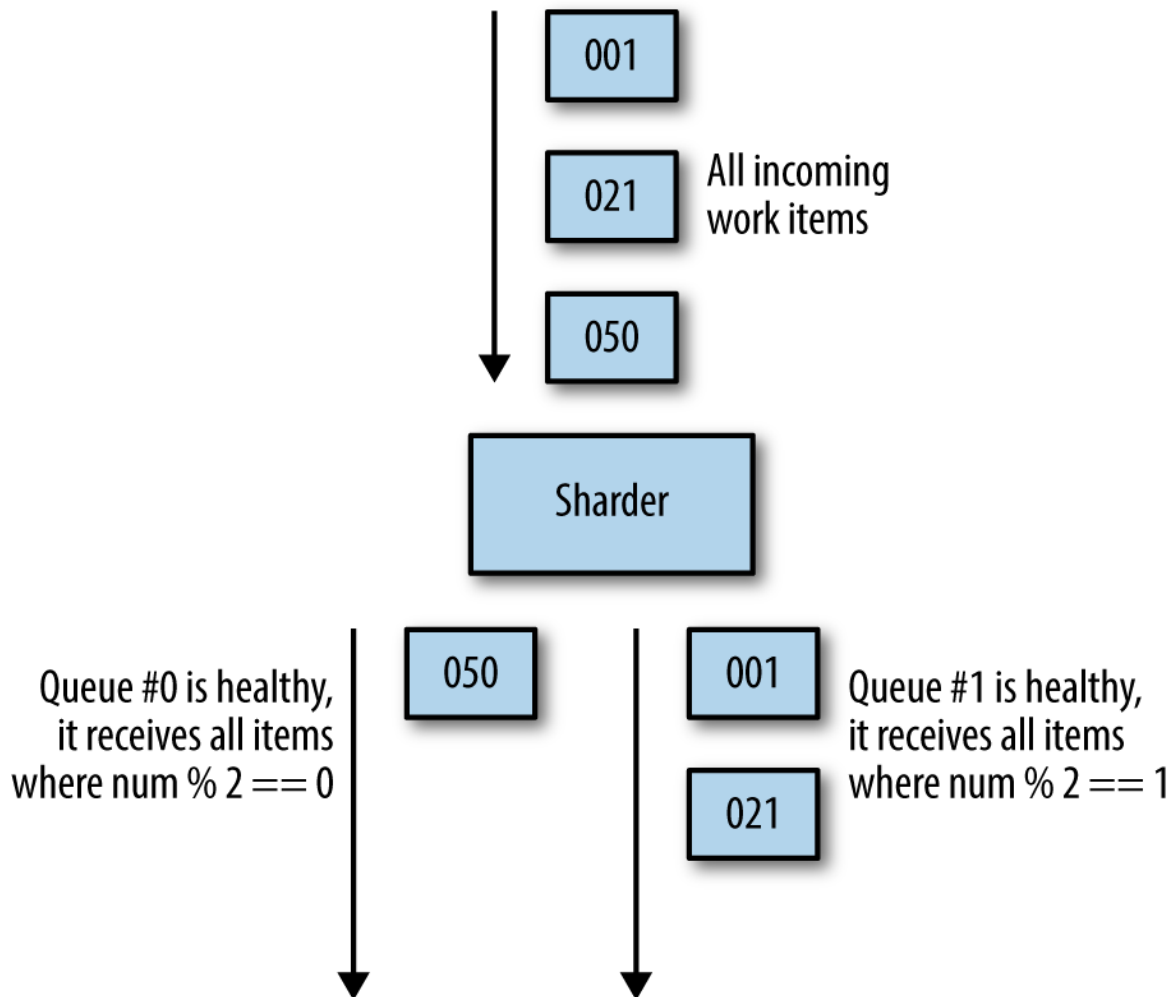 001
021
All incoming
work items
050
Sharder
050
001
Queue #0 is healthy,
it receives all items
where num % 2 == 0
Queue #1 is healthy,
it receives all items
where num % 2 == 1
021